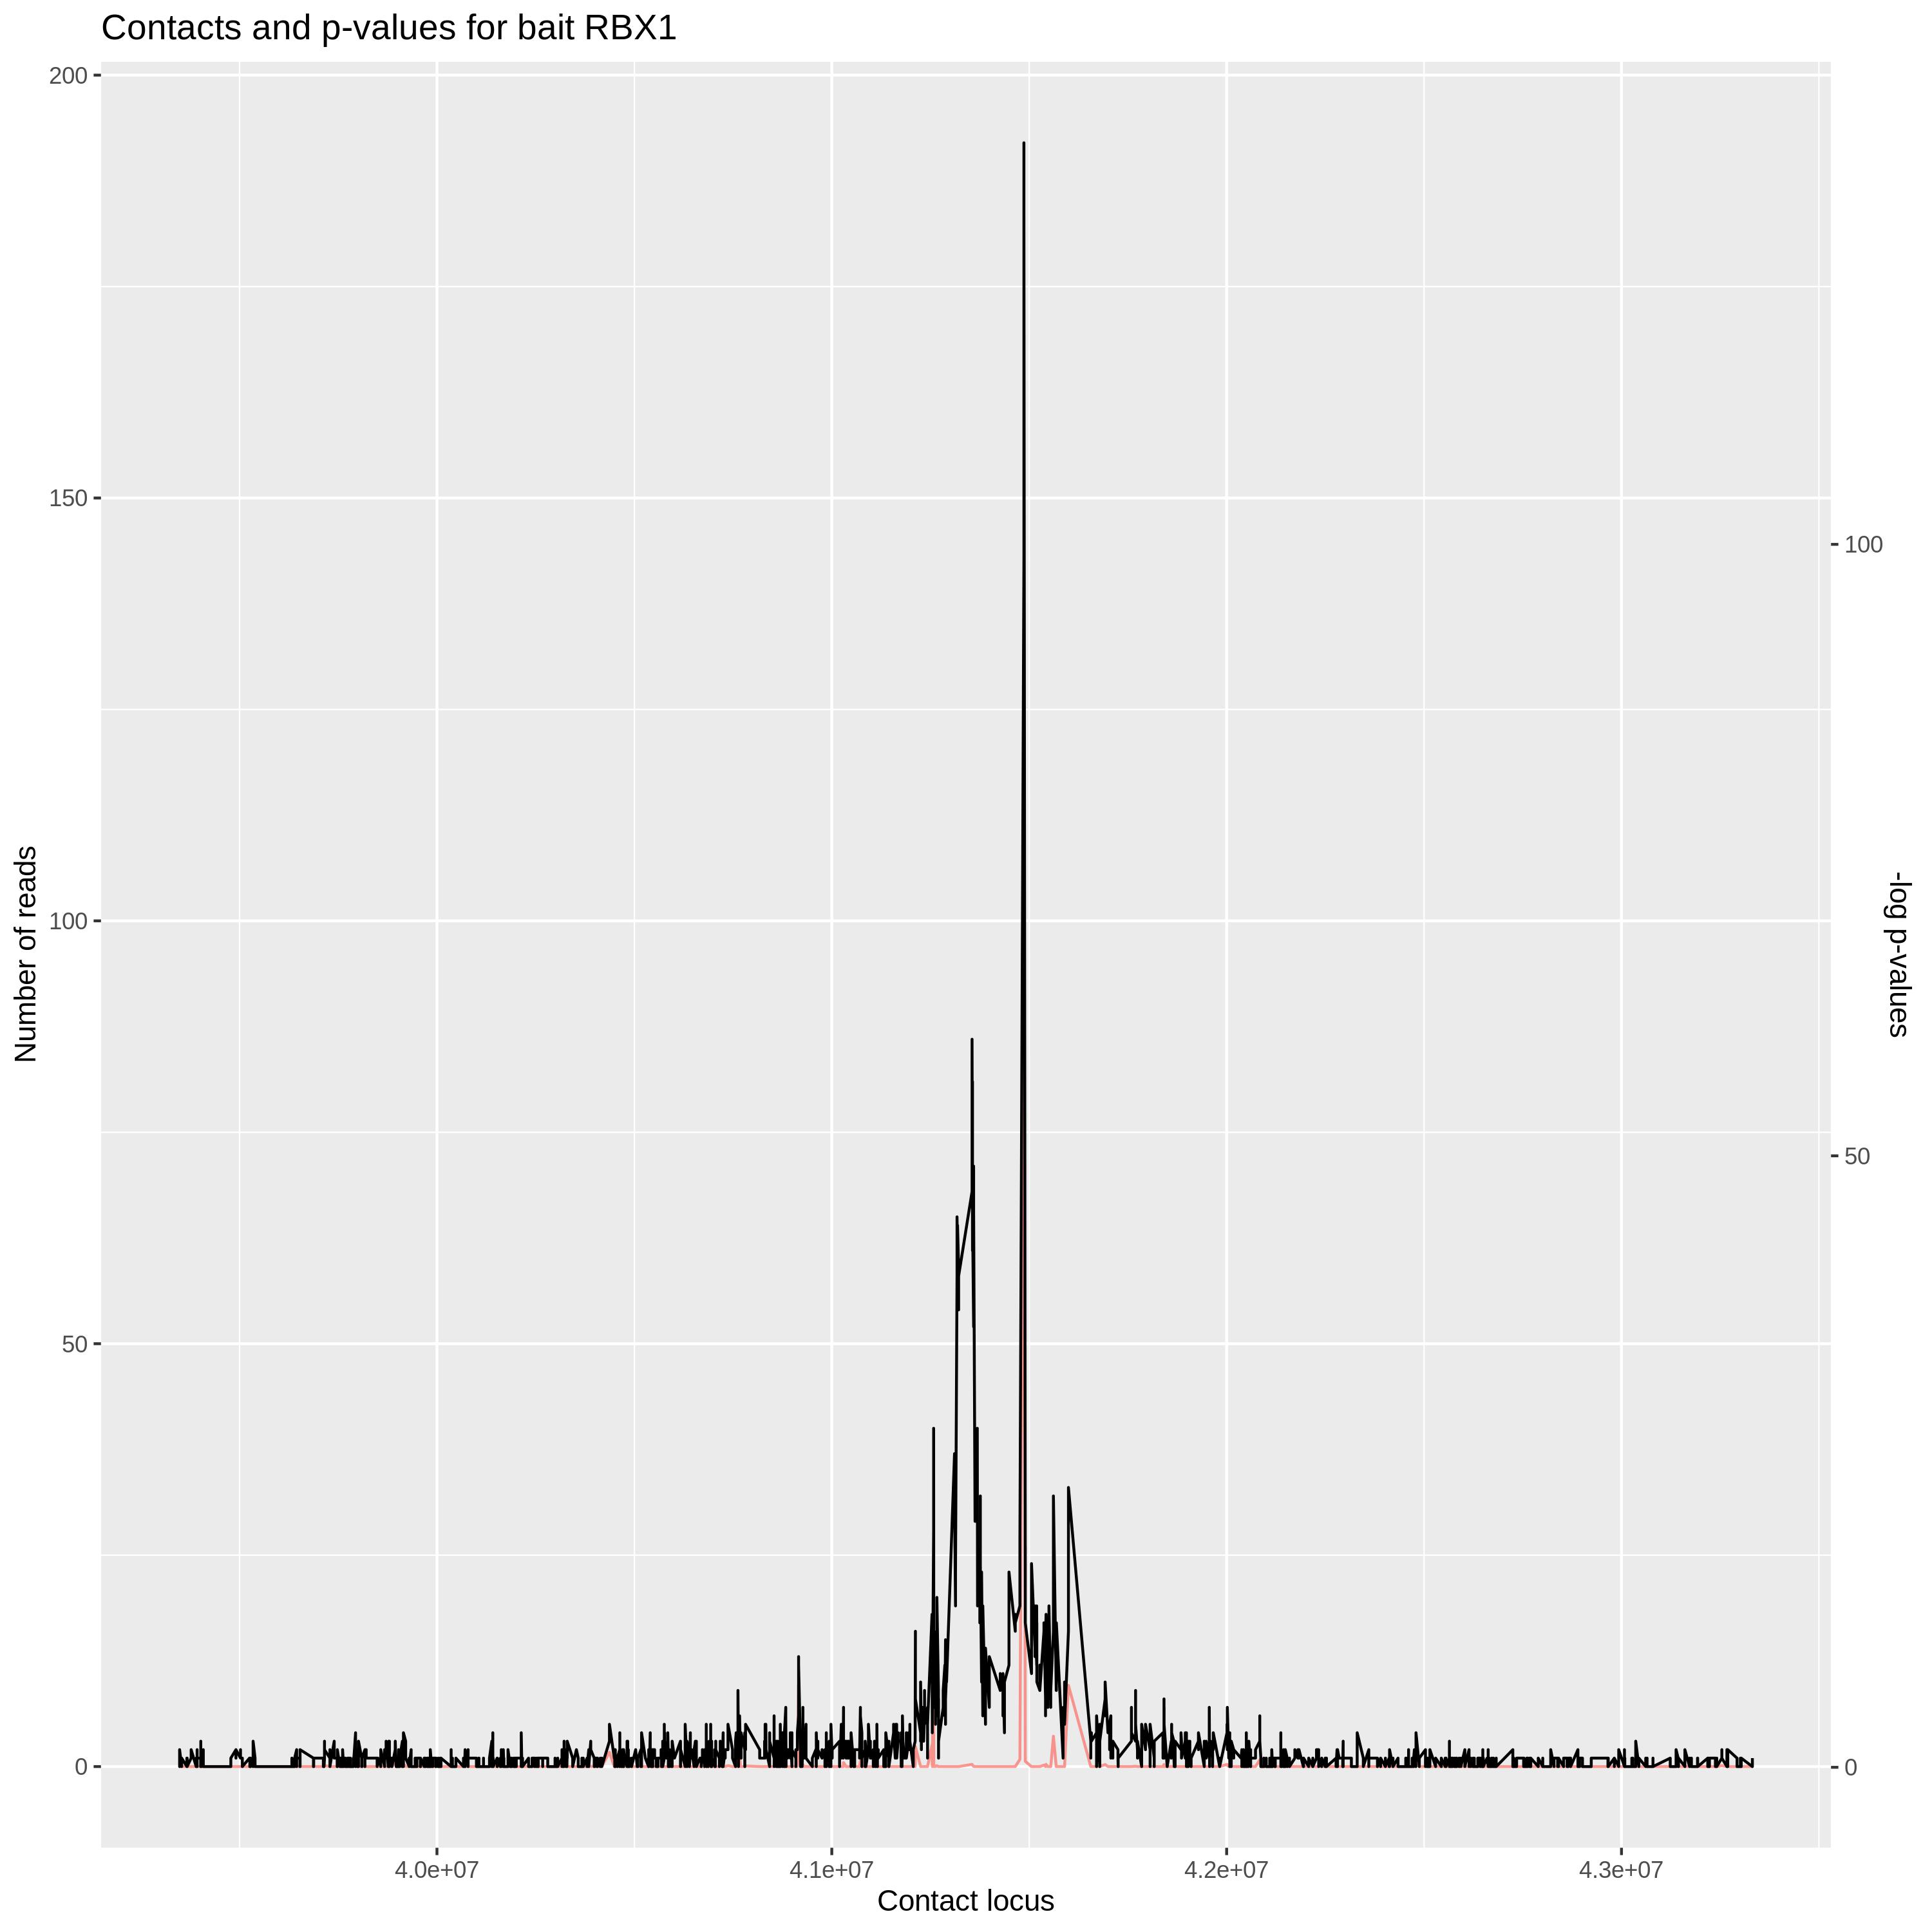 Contacts and p-values for bait RBX1
200
150
100
50
0
Number of reads
100
50
0
-log p-values
4.0e+07
4.1e+07
4.2e+07
4.3e+07
Contact locus